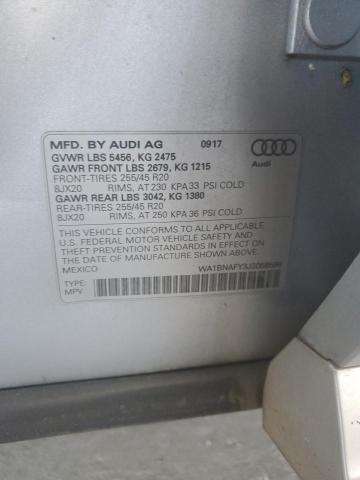 MFD. BY AUDI AG 09 17
GVWR LBS 5456, KG 2475
GAWR FRONT LBS 2679, KG 1215
FRONT-TIRES 255/45 R20
8JX20 RIMS, AT 230 KPA 33 PSI COLD
GAWR REAR LBS 3042, KG 1380
REAR-TIRES 255/45 R20
8JX20 RIMS, AT 250 KPA 36 PSI COLD
THIS VEHICLE CONFORMS TO ALL APPLICABLE
U.S. FEDERAL MOTOR VEHICLE SAFETY, BUMPER AND
THEFT PREVENTION STANDARDS IN EFFECT ON THE
DATE OF MANUFACTURE SHOWN ABOVE.
MEXICO
TYPE:
MPV
Audi